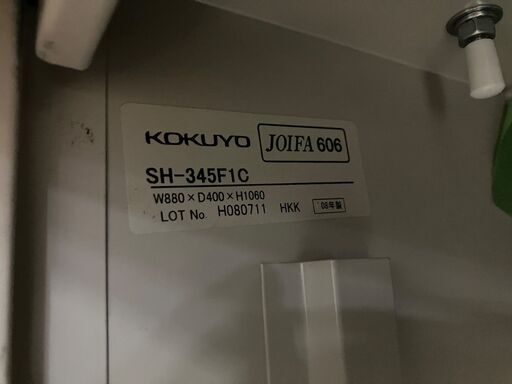 KOKUYO JOIFA 606
SH-345F1C
W880×D400×H1060
LOT No. H080711 HKK '08年製